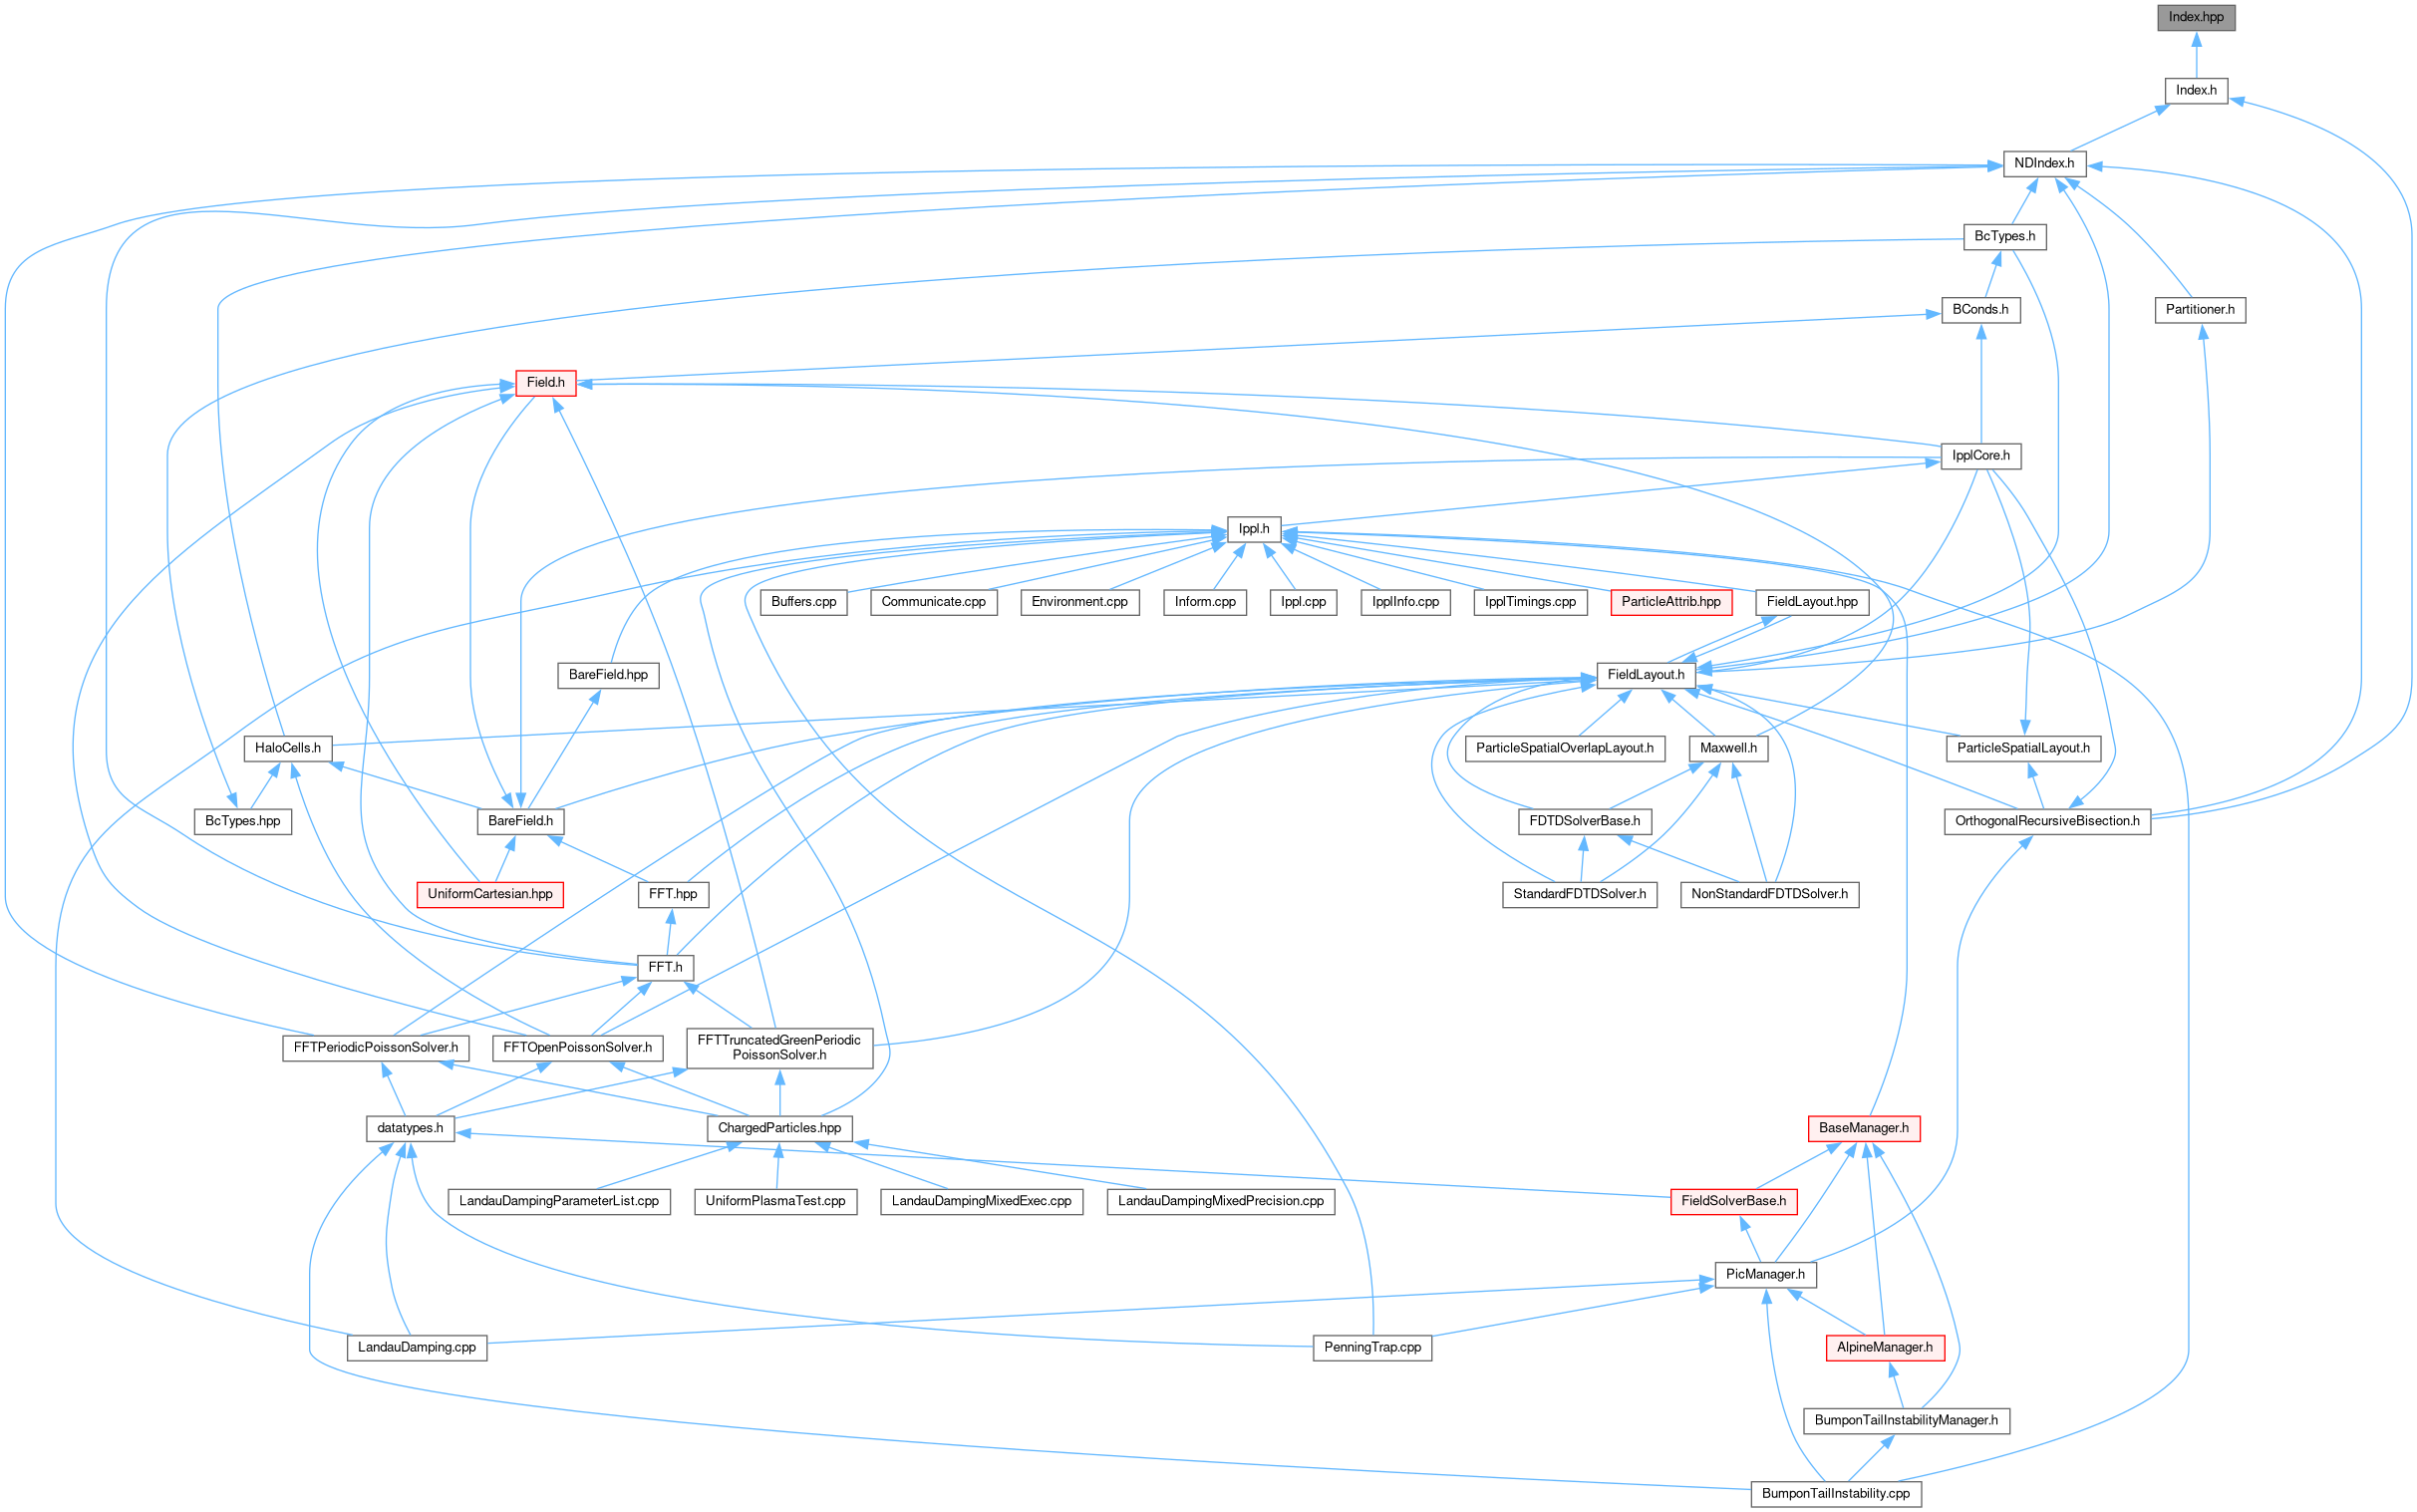 Index.hpp
Index.h
NDIndex.h
BcTypes.h
BConds.h
Partitioner.h
Field.h
IpplCore.h
Ippl.h
Buffers.cpp
Communicate.cpp
Environment.cpp
Inform.cpp
Ippl.cpp
IpplInfo.cpp
IpplTimings.cpp
ParticleAttrib.hpp
FieldLayout.hpp
BareField.hpp
FieldLayout.h
HaloCells.h
ParticleSpatialOverlapLayout.h
Maxwell.h
ParticleSpatialLayout.h
BcTypes.hpp
BareField.h
FDTDSolverBase.h
OrthogonalRecursiveBisection.h
UniformCartesian.hpp
FFT.hpp
StandardFDTDSolver.h
NonStandardFDTDSolver.h
FFT.h
FFTPeriodicPoissonSolver.h
FFTOpenPoissonSolver.h
FFTTruncatedGreenPeriodic
PoissonSolver.h
datatypes.h
ChargedParticles.hpp
BaseManager.h
LandauDampingParameterList.cpp
UniformPlasmaTest.cpp
LandauDampingMixedExec.cpp
LandauDampingMixedPrecision.cpp
FieldSolverBase.h
PicManager.h
LandauDamping.cpp
PenningTrap.cpp
AlpineManager.h
BumponTailInstabilityManager.h
BumponTailInstability.cpp